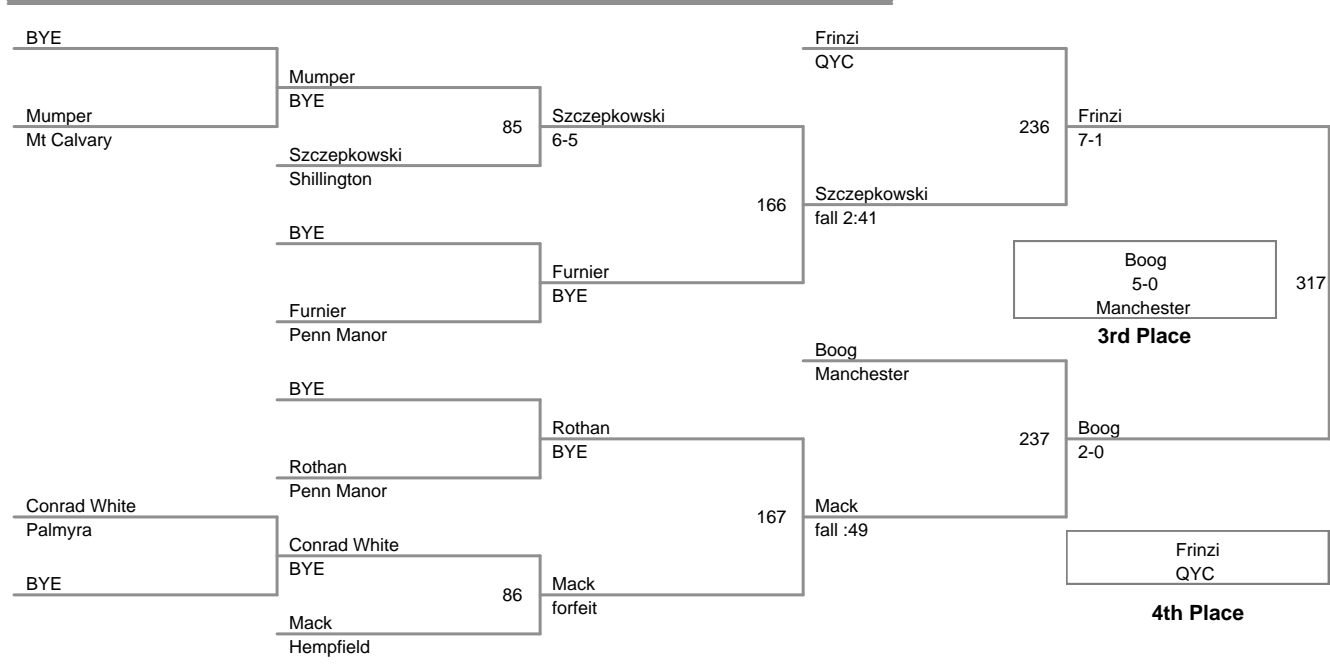 BYE
Mumper
Mt Calvary
Mumper
BYE
85
Szczepkowski
Shillington
Szczepkowski
6-5
BYE
Furnier
Penn Manor
Furnier
BYE
166
Frinzi
QYC
Szczepkowski
fall 2:41
236
Frinzi
7-1
Boog
5-0
Manchester
3rd Place
317
BYE
Rothan
Penn Manor
Rothan
BYE
Conrad White
Palmyra
BYE
Conrad White
BYE
86
Mack
Hempfield
Mack
forfeit
167
Boog
Manchester
Mack
fall :49
237
Boog
2-0
Frinzi
QYC
4th Place